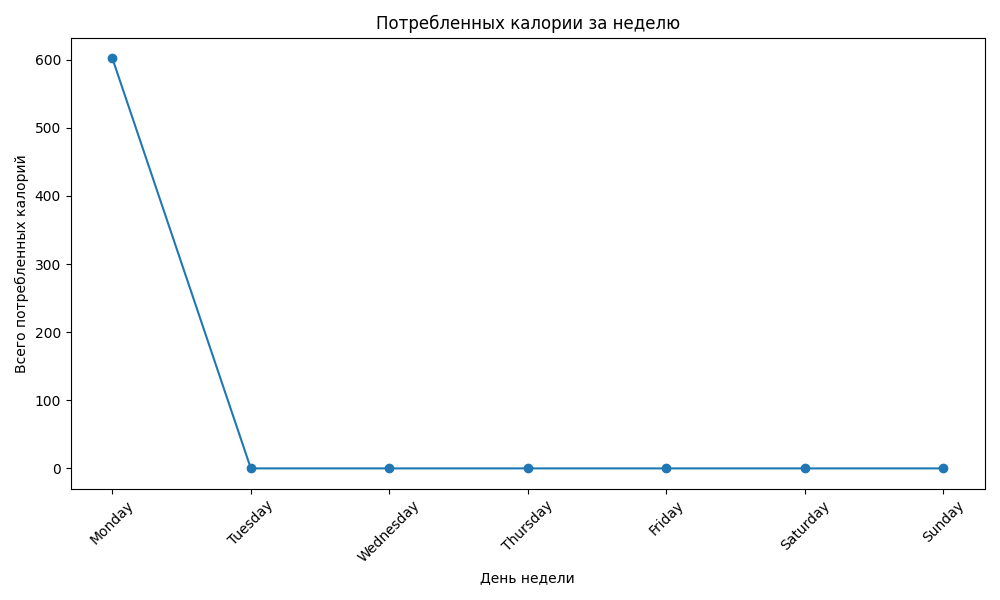 Потребленных калории за неделю
Всего потребленных калорий
600
500
400
300
200
100
0
Monday
Tuesday
Wednesday
Thursday
Friday
Saturday
Sunday
День недели